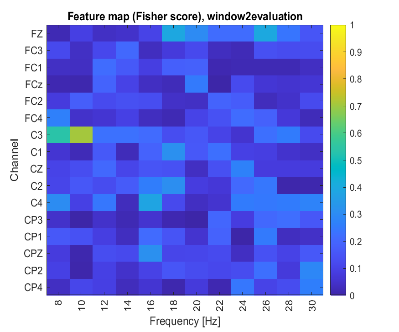 Feature map (Fisher score), window2evaluation
Channel
FZ
FC3
FC1
FCz
FC2
FC4
C3
C1
CZ
C2
C4
CP3
CP1
CPZ
CP2
CP4
8 10 12 14 16 18 20 22 24 26 28 30
Frequency [Hz]
1
0.9
0.8
0.7
0.6
0.5
0.4
0.3
0.2
0.1
0